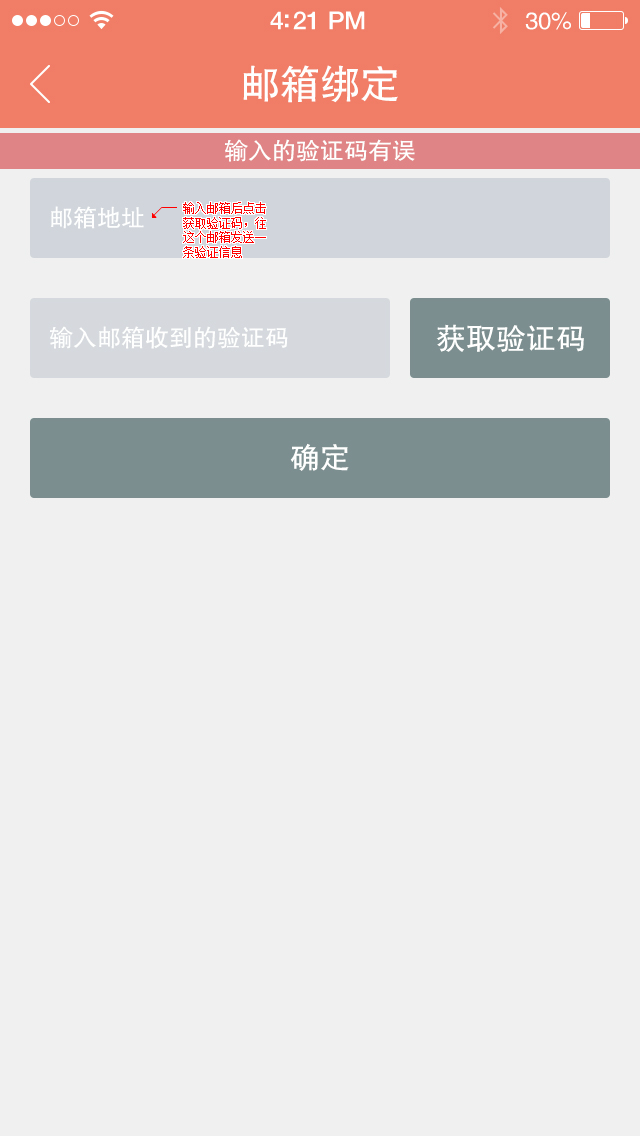 4:21 PM
30%
邮箱绑定
输入的验证码有误
邮箱地址
输入邮箱后点击
获取验证码，往
这个邮箱发送一
条验证信息
输入邮箱收到的验证码
获取验证码
确定